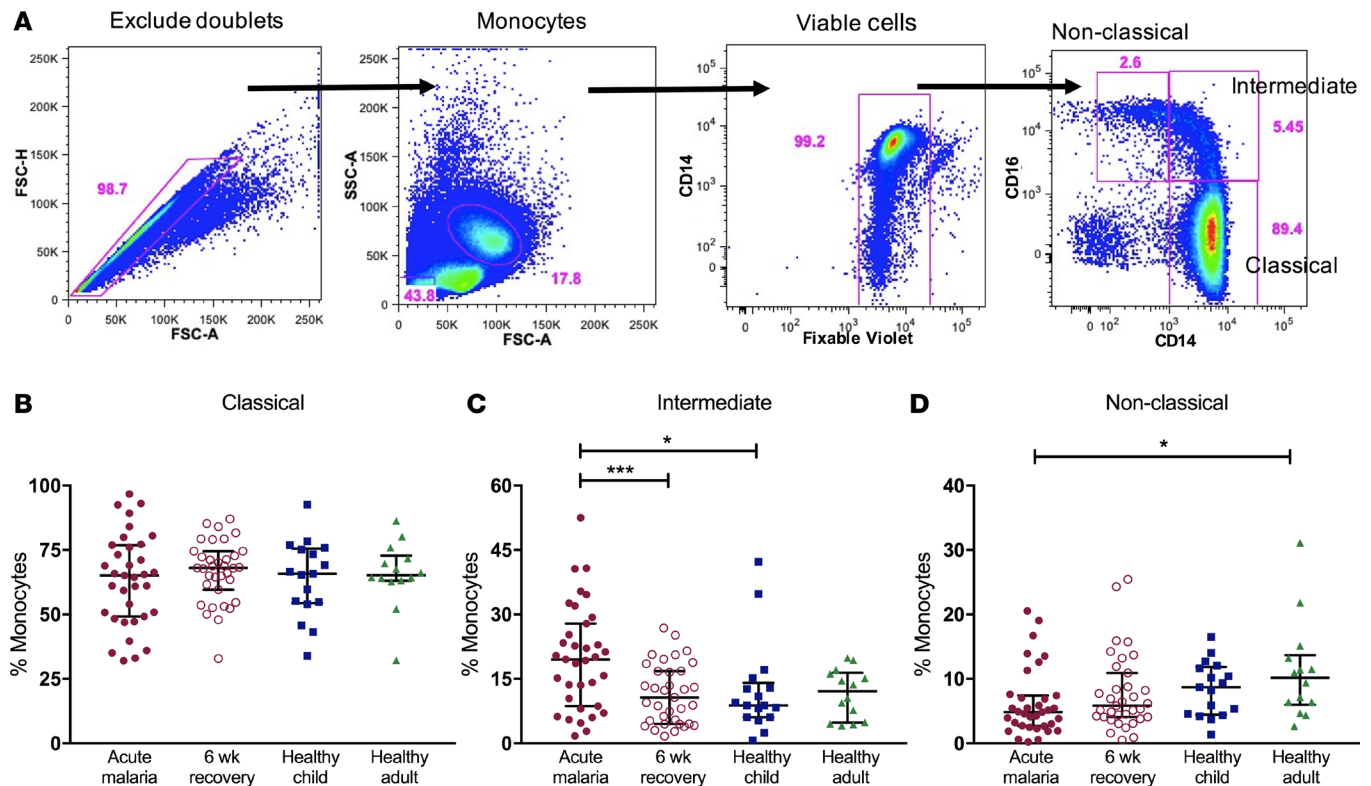 A
Exclude doublets
Monocytes
Viable cells
Non-classical
250K
200K
150K
100K
50K
0
FSC-H
98.7
0 50K 100K 150K 200K 250K
FSC-A
250K
200K
150K
100K
50K
0
SSC-A
43.8
17.8
0 50K 100K 150K 200K 250K
FSC-A
10^5
10^4
10^3
10^2
0
CD14
99.2
0 10^2 10^3 10^4 10^5
Fixable Violet
10^5
10^4
10^3
0
CD16
2.6
Intermediate
5.45
89.4
Classical
0 10^2 10^3 10^4 10^5
CD14
B
Classical
% Monocytes
100
75
50
25
0
Acute malaria
6 wk recovery
Healthy child
Healthy adult
C
Intermediate
*
***
% Monocytes
60
45
30
15
0
Acute malaria
6 wk recovery
Healthy child
Healthy adult
D
Non-classical
*
% Monocytes
40
30
20
10
0
Acute malaria
6 wk recovery
Healthy child
Healthy adult